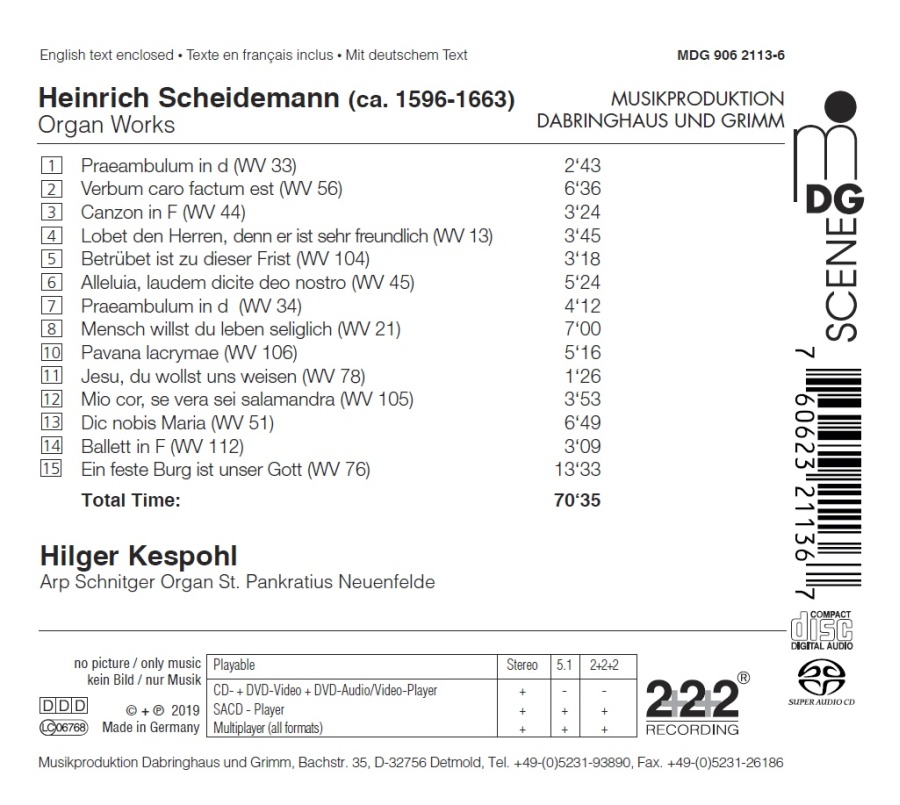 English text enclosed • Texte en français inclus • Mit deutschem Text
MDG 906 2113-6
Heinrich Scheidemann (ca. 1596-1663)
Organ Works
MUSIKPRODUKTION
DABRINGHAUS UND GRIMM
mDG
SCENE
1 Praeambulum in d (WV 33) 2‘43
2 Verbum caro factum est (WV 56) 6‘36
3 Canzon in F (WV 44) 3‘24
4 Lobet den Herren, denn er ist sehr freundlich (WV 13) 3‘45
5 Betrübet ist zu dieser Frist (WV 104) 3‘18
6 Alleluia, laudem dicite deo nostro (WV 45) 5‘24
7 Praeambulum in d (WV 34) 4‘12
8 Mensch willst du leben seliglich (WV 21) 7‘00
10 Pavana lacrymae (WV 106) 5‘16
11 Jesu, du wollst uns weisen (WV 78) 1‘26
12 Mio cor, se vera sei salamandra (WV 105) 3‘53
13 Dic nobis Maria (WV 51) 6‘49
14 Ballett in F (WV 112) 3‘09
15 Ein feste Burg ist unser Gott (WV 76) 13‘33
Total Time: 70‘35
7 60623 21136 7
Hilger Kespohl
Arp Schnitger Organ St. Pankratius Neuenfelde
COMPACT
disc
DIGITAL AUDIO
SUPER AUDIO CD
no picture / only music
kein Bild / nur Musik
DDD
LC 06768
© + ℗ 2019
Made in Germany
Playable Stereo 5.1 2+2+2
CD- + DVD-Video + DVD-Audio/Video-Player + - -
SACD - Player + + +
Multiplayer (all formats) + + +
2+2+2 ®
RECORDING
Musikproduktion Dabringhaus und Grimm, Bachstr. 35, D-32756 Detmold, Tel. +49-(0)5231-93890, Fax. +49-(0)5231-26186